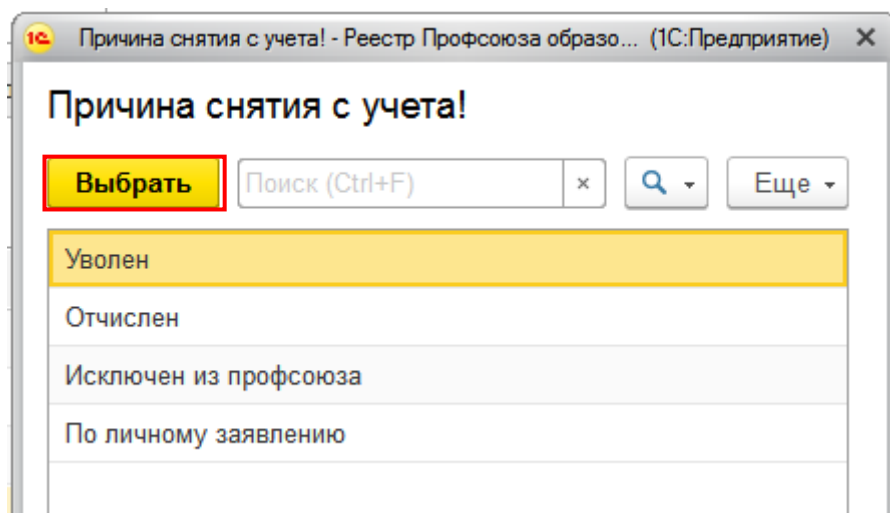 1С Причина снятия с учета! - Реестр Профсоюза образо... (1С:Предприятие)
Причина снятия с учета!
Выбрать Поиск (Ctrl+F) × Еще
Уволен
Отчислен
Исключен из профсоюза
По личному заявлению